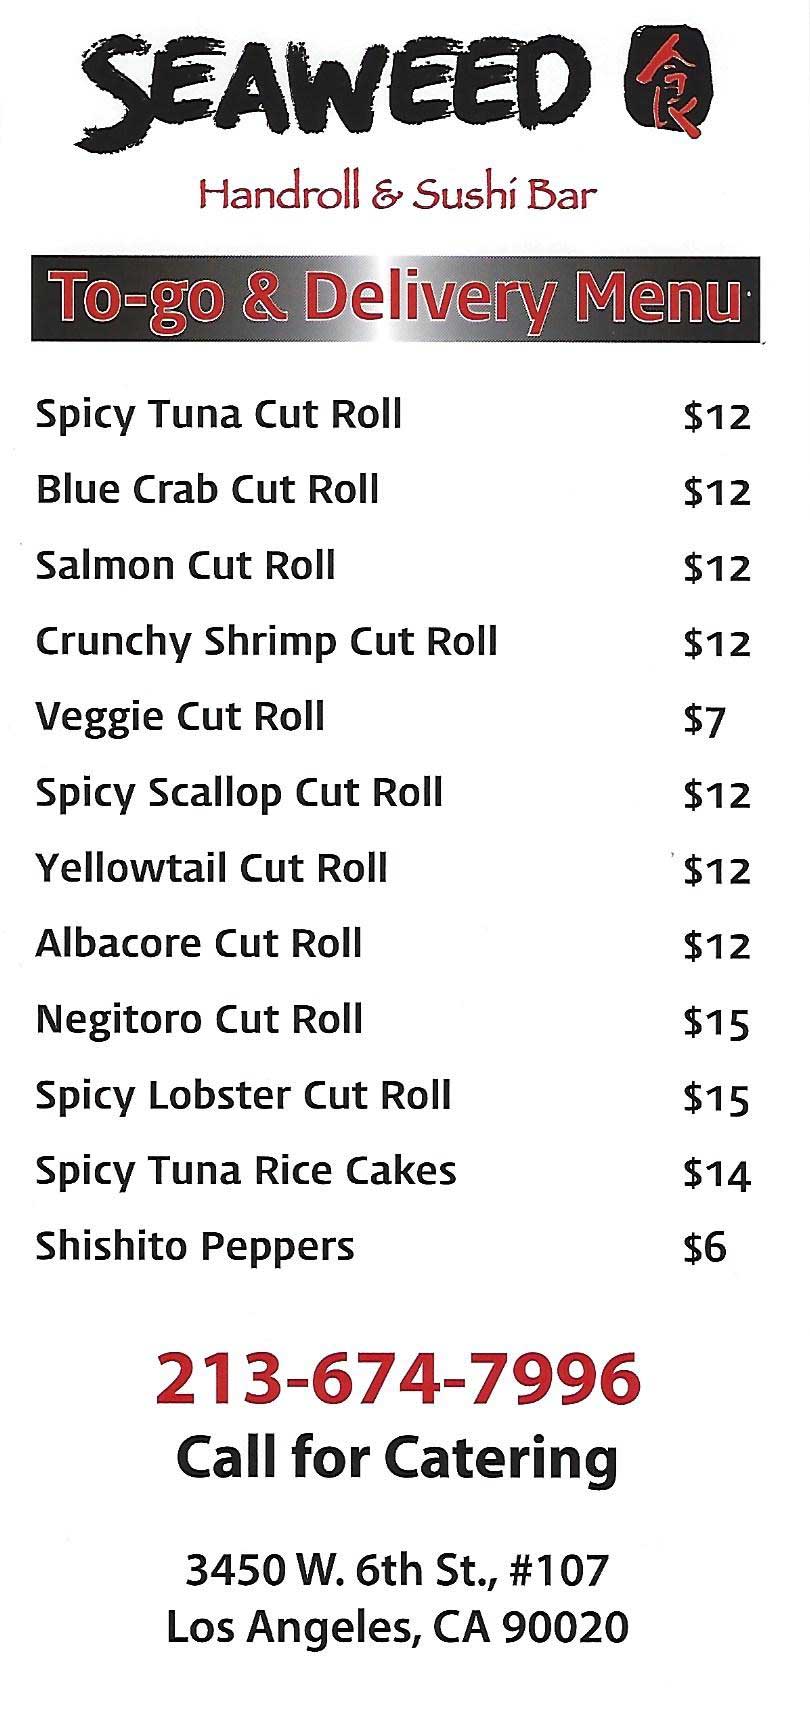 SEAWEED 食
Handroll & Sushi Bar
To-go & Delivery Menu
Spicy Tuna Cut Roll $12
Blue Crab Cut Roll $12
Salmon Cut Roll $12
Crunchy Shrimp Cut Roll $12
Veggie Cut Roll $7
Spicy Scallop Cut Roll $12
Yellowtail Cut Roll $12
Albacore Cut Roll $12
Negitoro Cut Roll $15
Spicy Lobster Cut Roll $15
Spicy Tuna Rice Cakes $14
Shishito Peppers $6
213-674-7996
Call for Catering
3450 W. 6th St., #107
Los Angeles, CA 90020